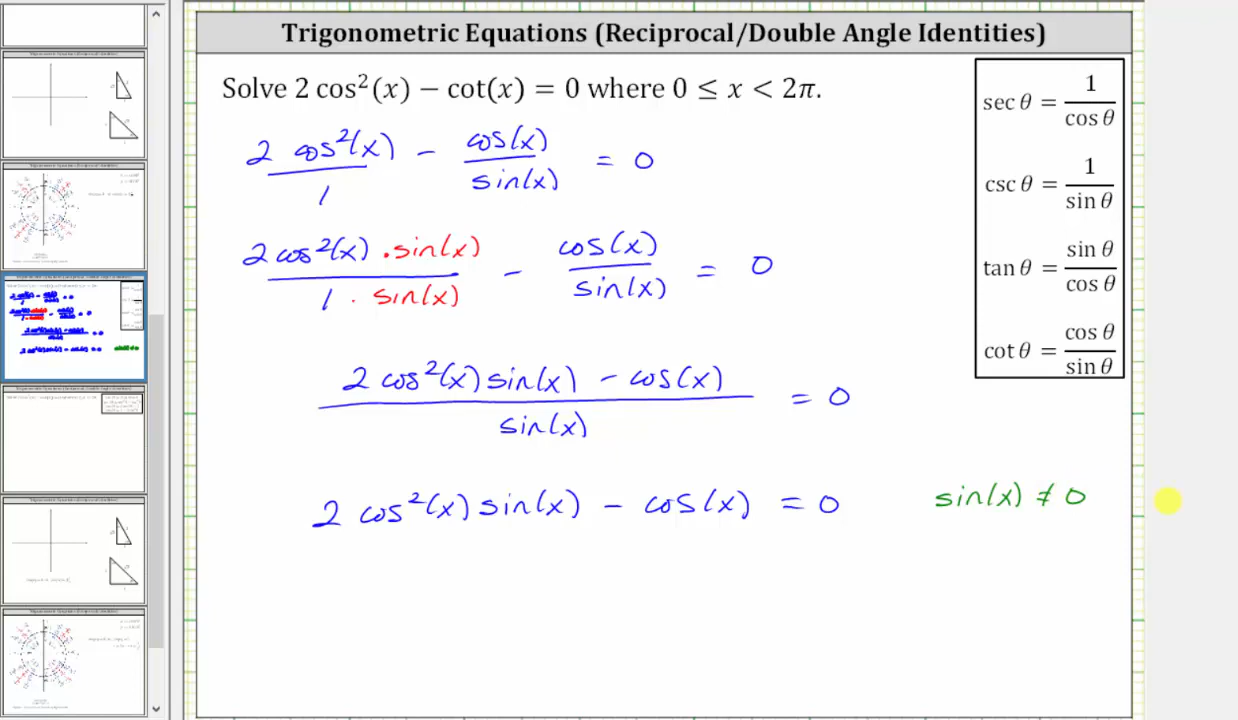 Trigonometric Equations (Reciprocal/Double Angle Identities)
Solve 2 cos²(x) − cot(x) = 0 where 0 ≤ x < 2π.
2 cos²(x)/1 − cos(x)/sin(x) = 0
2cos²(x) · sin(x)/1 · sin(x) − cos(x)/sin(x) = 0
2 cos²(x) sin(x) − cos(x)/sin(x) = 0
2 cos²(x) sin(x) − cos(x) = 0 sin(x) ≠ 0
sec θ = 1/cos θ
csc θ = 1/sin θ
tan θ = sin θ/cos θ
cot θ = cos θ/sin θ